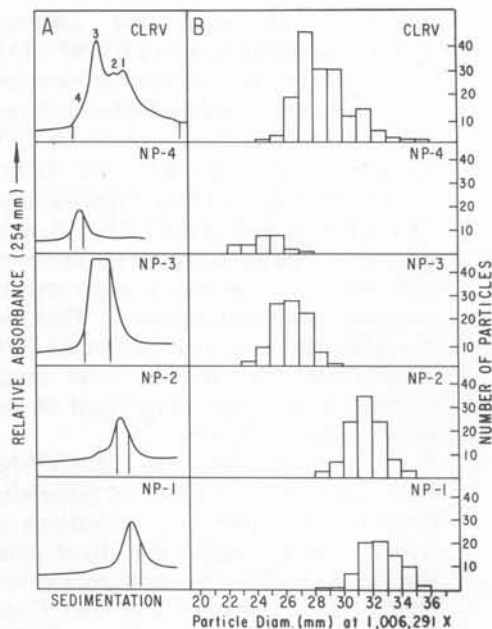 A
B
CLRV
CLRV
3
2 1
4
40
30
20
10
NP-4
NP-4
40
30
20
10
NP-3
NP-3
40
30
20
10
NP-2
NP-2
40
30
20
10
NP-1
NP-1
40
30
20
10
RELATIVE ABSORBANCE (254mm)
NUMBER OF PARTICLES
20 22 24 26 28 30 32 34 36
SEDIMENTATION
Particle Diam.(mm) at 1,006,291 X